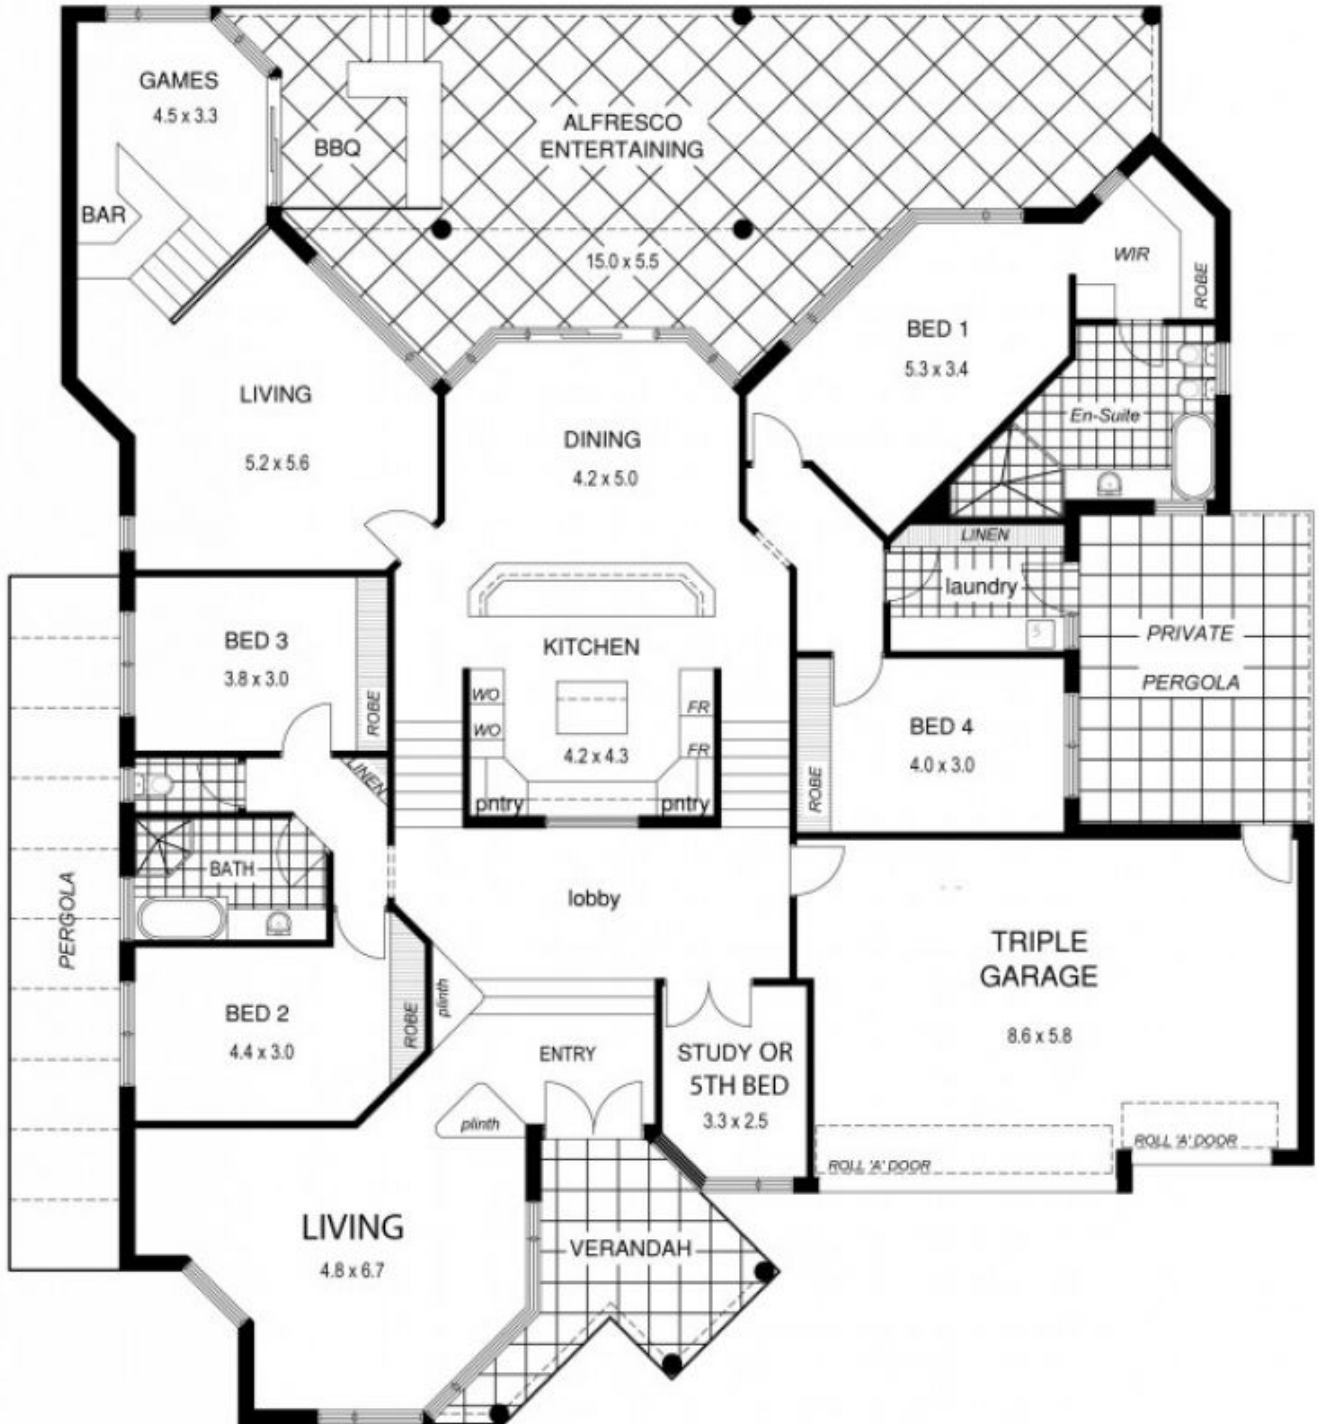 GAMES
4.5 x 3.3
BBQ
ALFRESCO
ENTERTAINING
15.0 x 5.5
BAR
WIR
ROBE
BED 1
5.3 x 3.4
LIVING
5.2 x 5.6
DINING
4.2 x 5.0
En-Suite
LINEN
laundry
S
PRIVATE
PERGOLA
BED 3
3.8 x 3.0
ROBE
KITCHEN
WO
WO
FR
FR
4.2 x 4.3
pntry
pntry
BED 4
4.0 x 3.0
ROBE
LINEN
BATH
PERGOLA
lobby
TRIPLE
GARAGE
8.6 x 5.8
BED 2
4.4 x 3.0
ROBE
plinth
ENTRY
STUDY OR
5TH BED
3.3 x 2.5
plinth
ROLL 'A' DOOR
ROLL 'A' DOOR
LIVING
4.8 x 6.7
VERANDAH